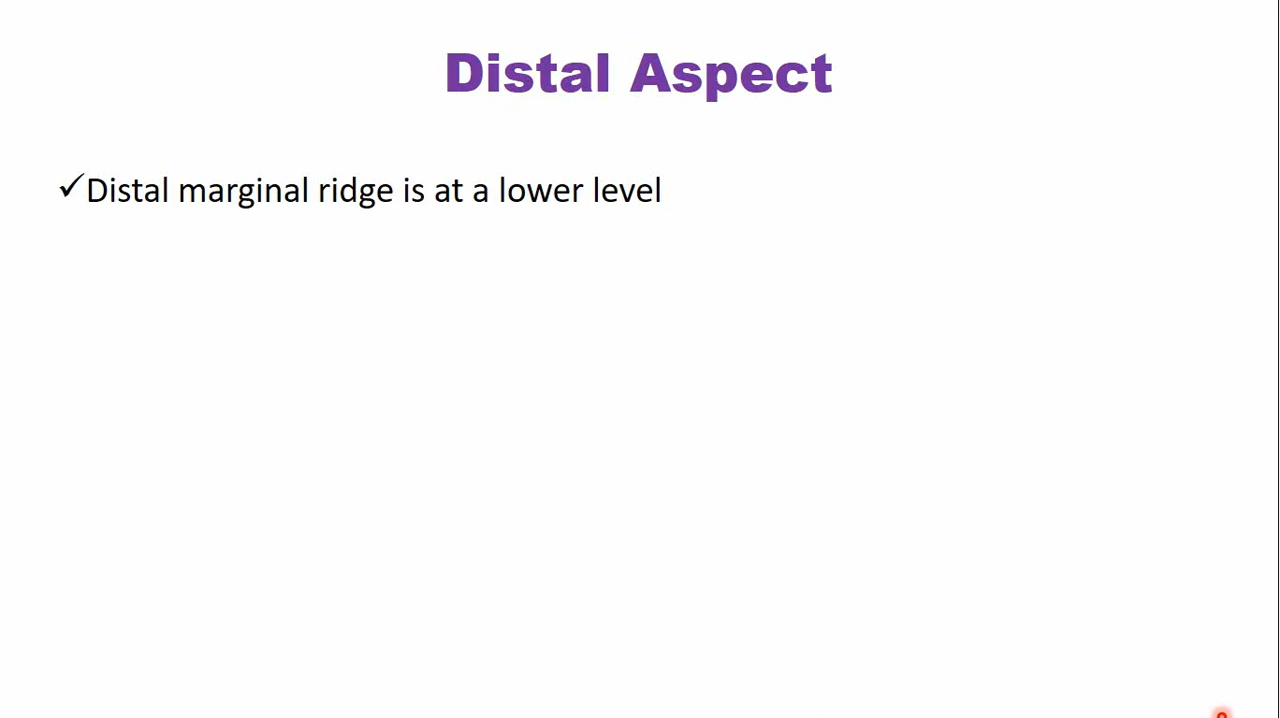 Distal Aspect
✓Distal marginal ridge is at a lower level